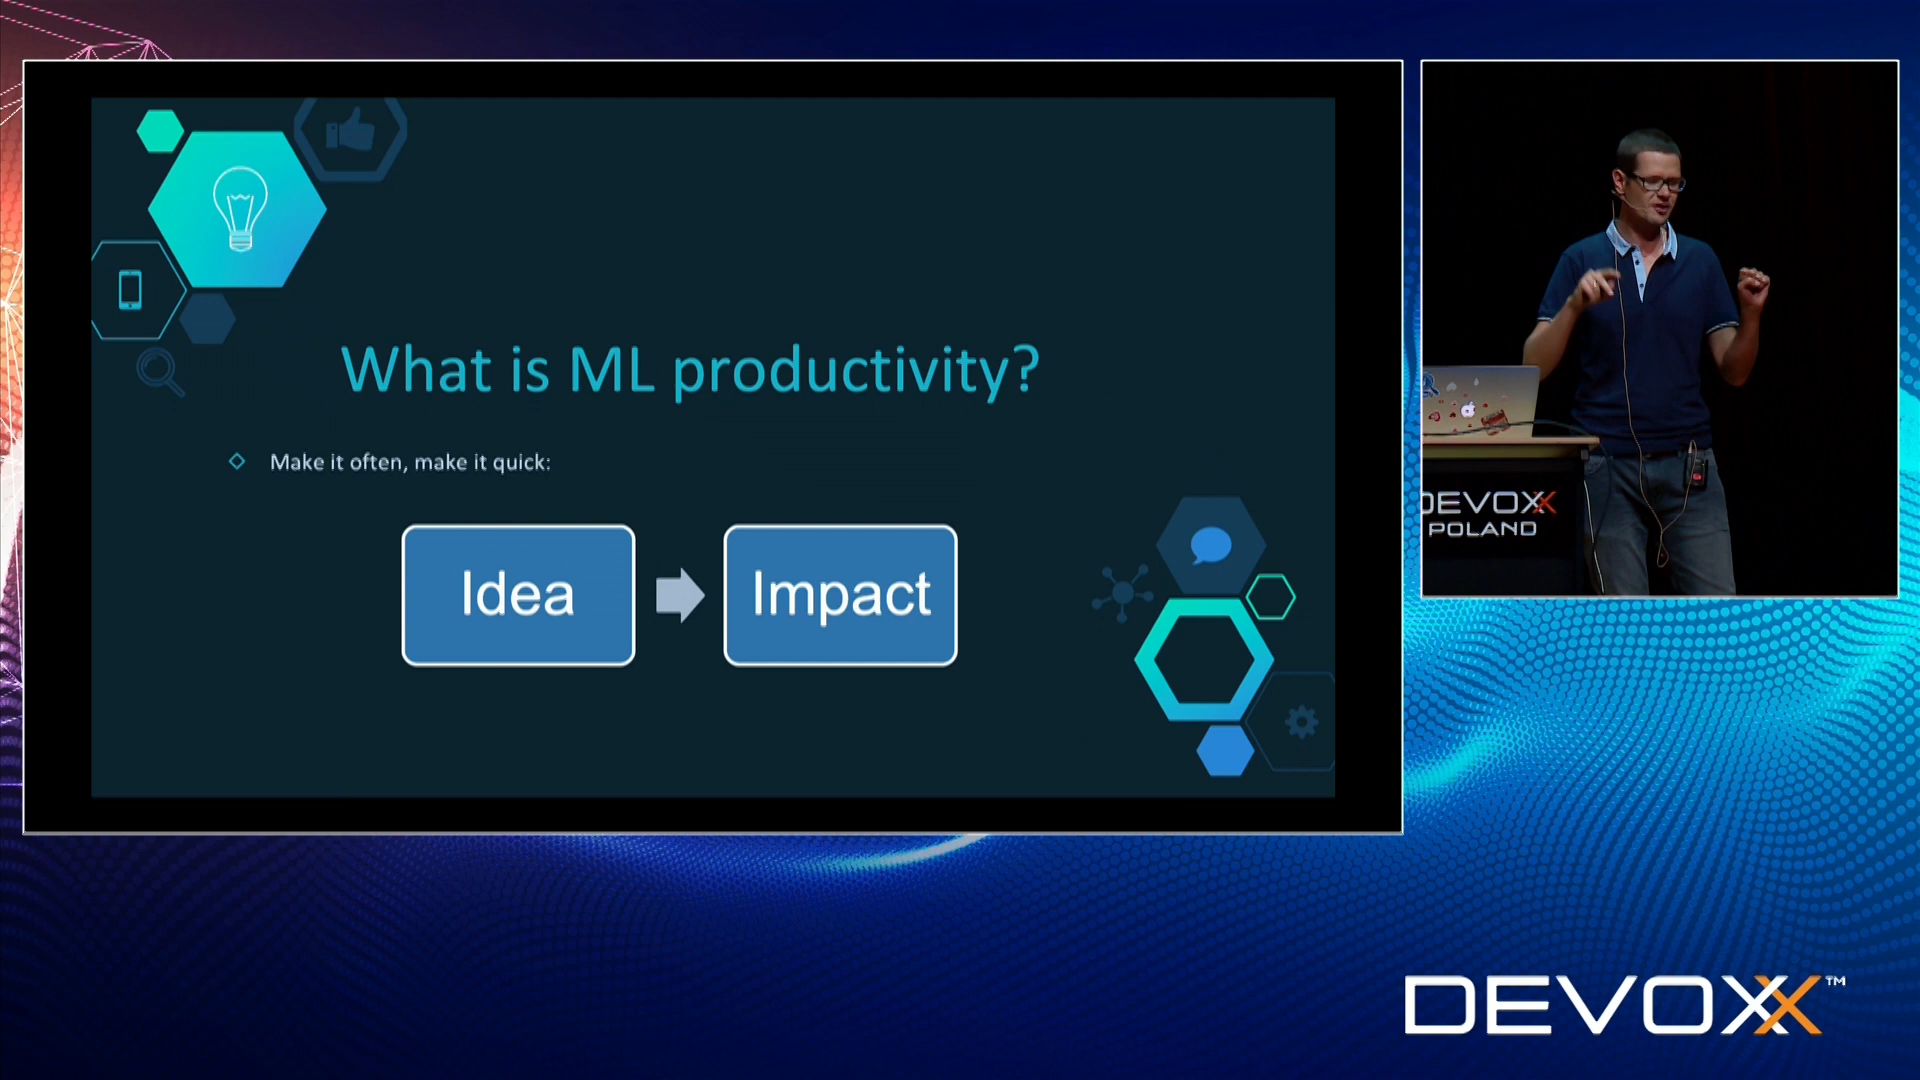 What is ML productivity?
Make it often, make it quick:
Idea
Impact
DEVOXX
POLAND
DEVOXX™